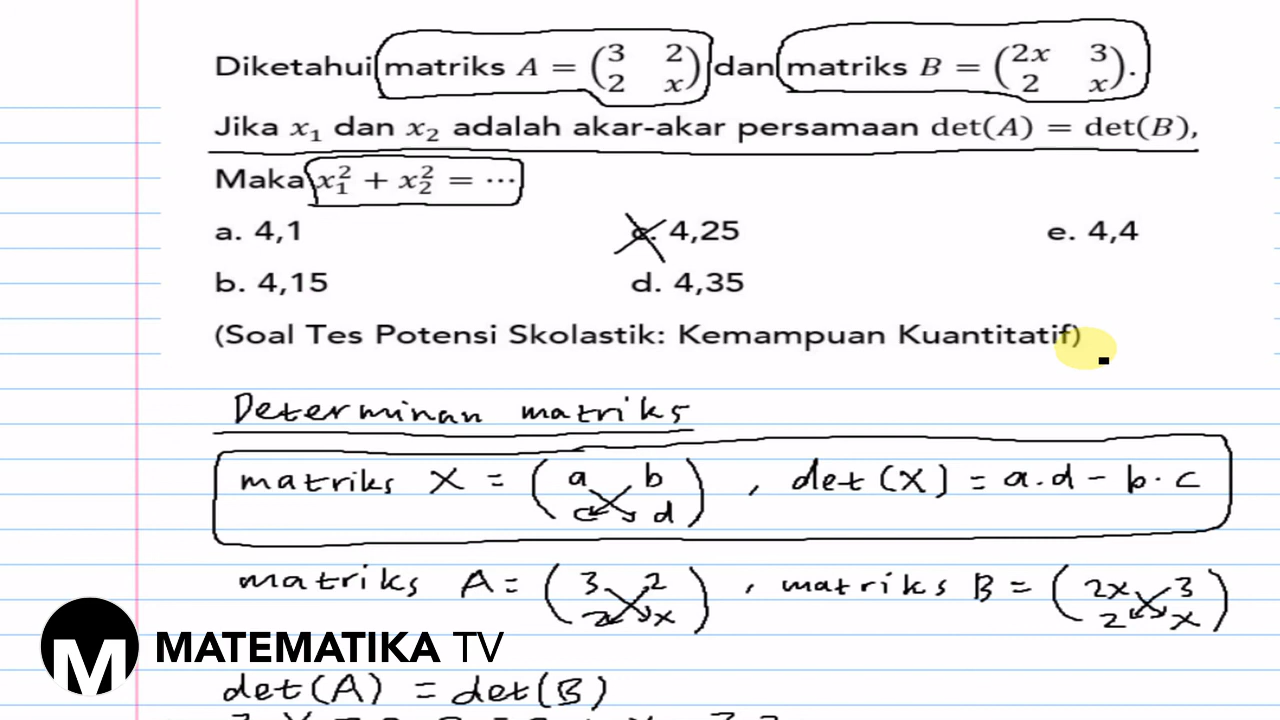 Diketahui matriks A = (3 2
2 x) dan matriks B = (2x 3
2 x).
Jika x₁ dan x₂ adalah akar-akar persamaan det(A) = det(B),
Maka x₁² + x₂² = ⋯
a. 4,1 c. 4,25 e. 4,4
b. 4,15 d. 4,35
(Soal Tes Potensi Skolastik: Kemampuan Kuantitatif)
Determinan matriks
matriks X = (a b
c d) , det(X) = a.d - b.c
matriks A = (3 2
2 x) , matriks B = (2x 3
2 x)
MATEMATIKA TV
M
det(A) = det(B)